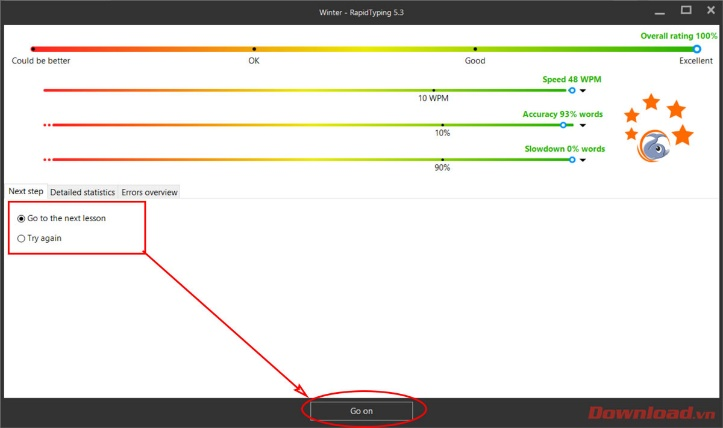 Winter - RapidTyping 5.3
Overall rating 100%
Could be better
OK
Good
Excellent
Speed 48 WPM
10 WPM
Accuracy 93% words
10%
Slowdown 0% words
90%
Next step
Detailed statistics
Errors overview
Go to the next lesson
Try again
Go on
Download.vn